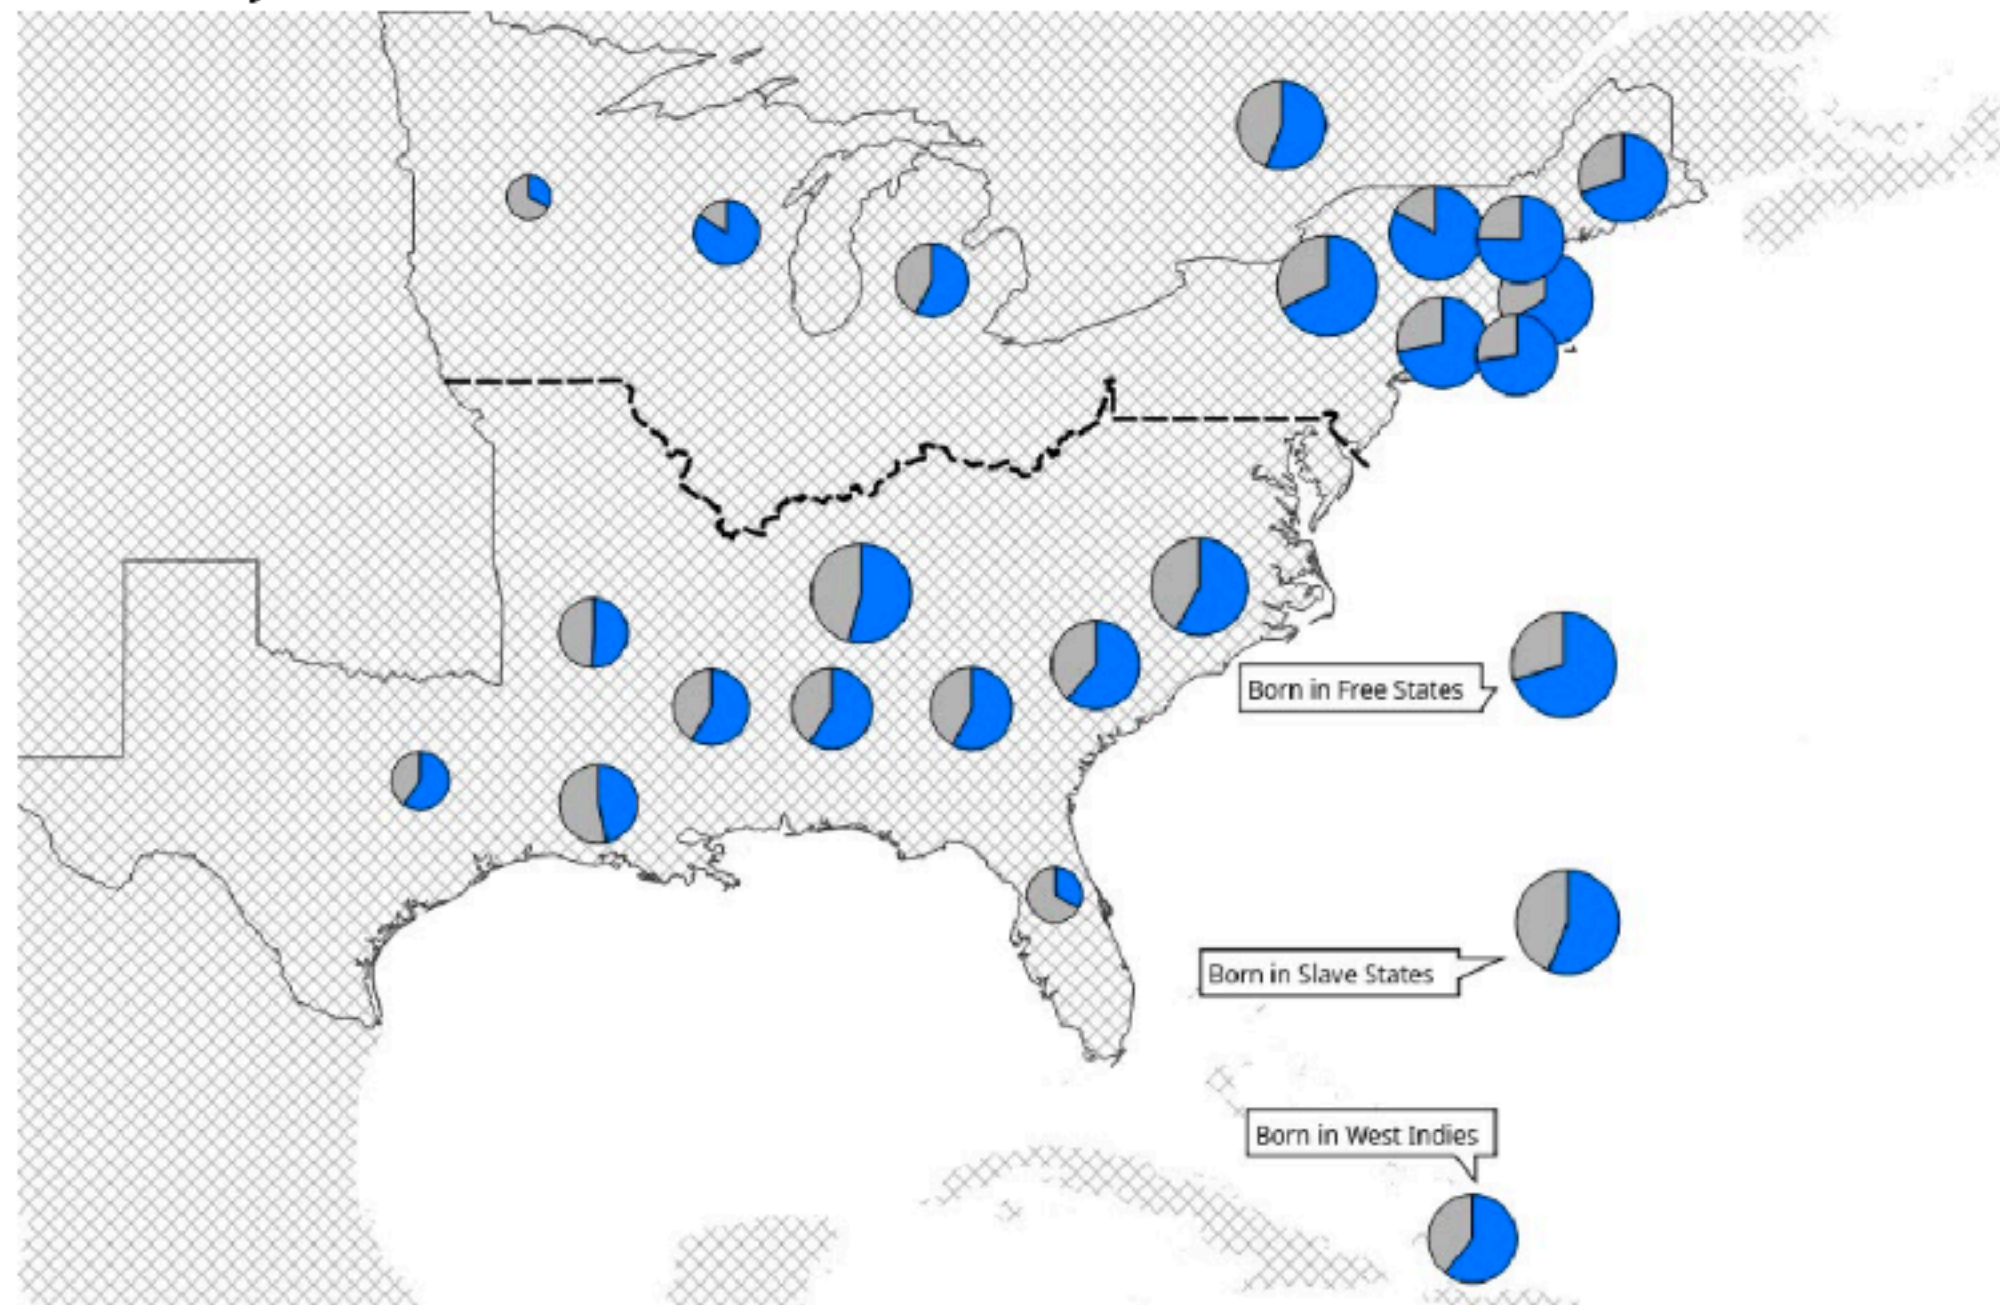 Born in Free States
Born in Slave States
Born in West Indies